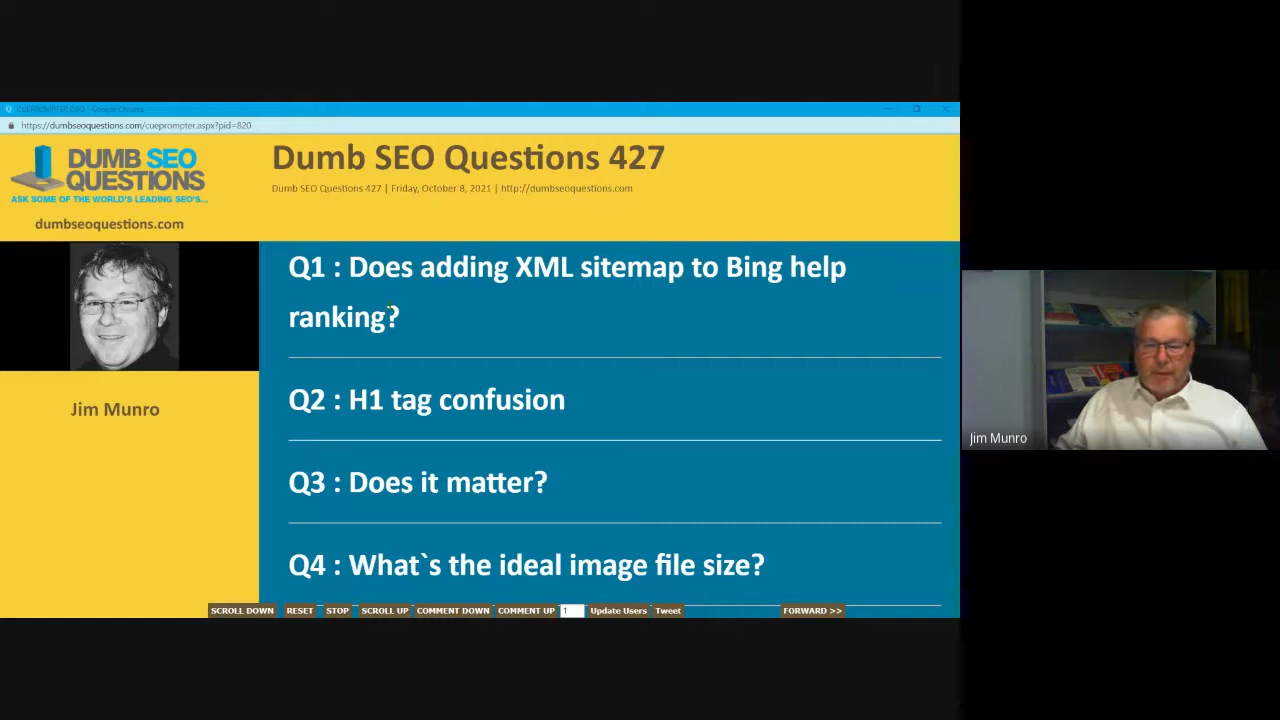 CUEPROMPTER DSQ - Google Chrome
https://dumbseoquestions.com/cueprompter.aspx?pid=820
DUMB SEO
QUESTIONS
ASK SOME OF THE WORLD'S LEADING SEO'S...
dumbseoquestions.com
Dumb SEO Questions 427
Dumb SEO Questions 427 | Friday, October 8, 2021 | http://dumbseoquestions.com
Jim Munro
Q1 : Does adding XML sitemap to Bing help
ranking?
Q2 : H1 tag confusion
Q3 : Does it matter?
Q4 : What`s the ideal image file size?
SCROLL DOWN RESET STOP SCROLL UP COMMENT DOWN COMMENT UP 1 Update Users Tweet FORWARD >>
Jim Munro